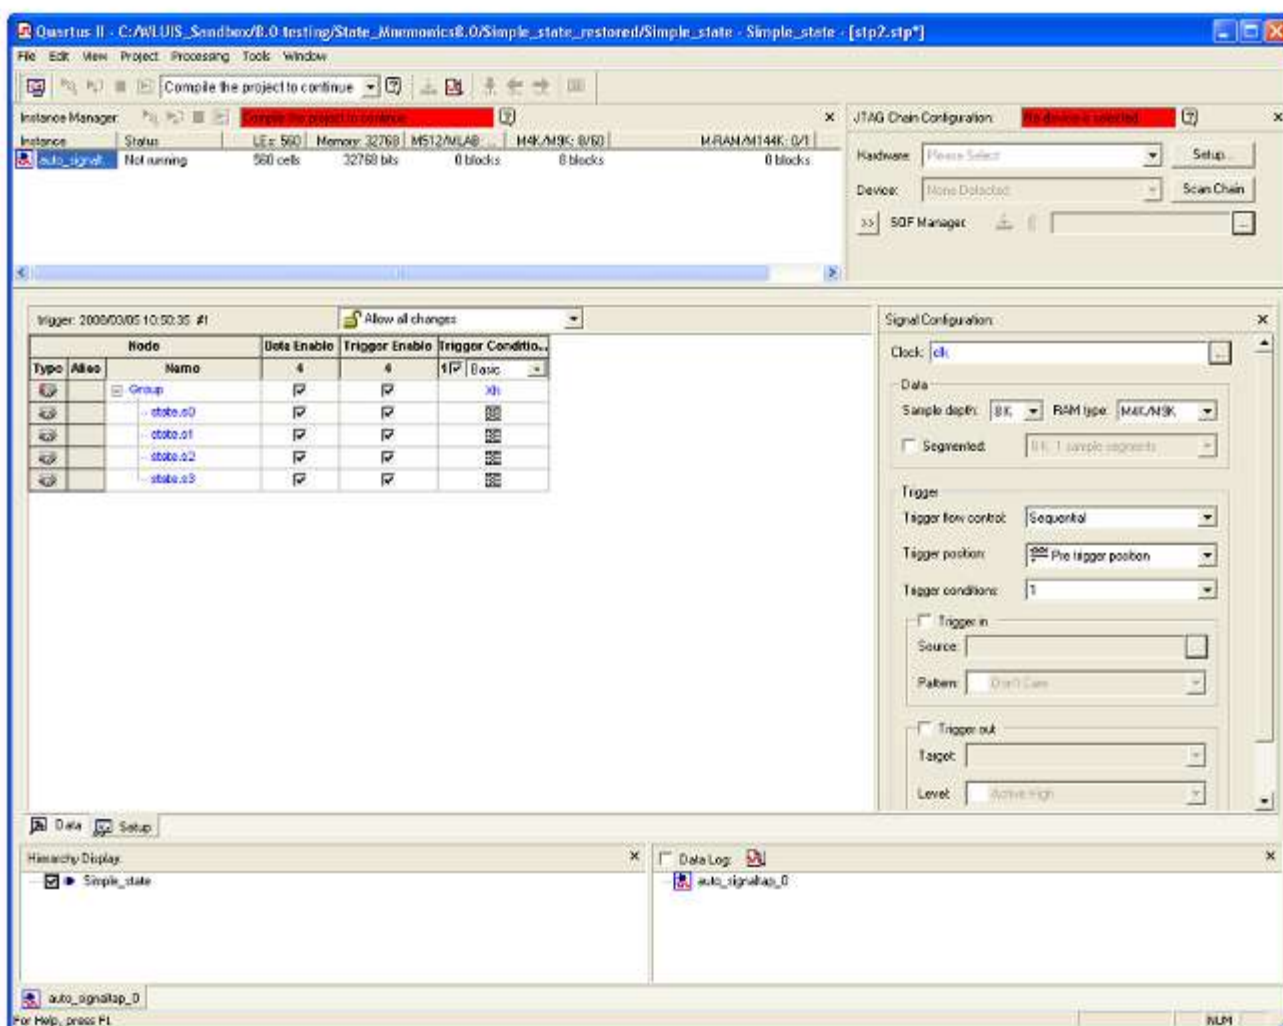 Quartus II - C:/WLUIS_Sandbox/8.0 testing/State_Mnemonics8.0/Simple_state_restored/Simple_state - Simple_state - [stp2.stp*]
File Edit View Project Processing Tools Window
Compile the project to continue
Instance Manager: Compile the project to continue
JTAG Chain Configuration: No device is selected
Instance Status LEs: 560 Memory: 32768 M512/MLAB: ... M4K/M9K: 8/60 M-RAM/M144K: 0/1
auto_signalt... Not running 560 cells 32768 bits 0 blocks 8 blocks 0 blocks
Hardware: Please Select Setup...
Device: None Detected Scan Chain
>> SOF Manager: ...
trigger: 2008/03/05 10:50:35 #1 Allow all changes
Node Data Enable Trigger Enable Trigger Conditio...
Type Alias Name 4 4 1 Basic
Group Xh
state.s0
state.s1
state.s2
state.s3
Signal Configuration:
Clock: clk ...
Data
Sample depth: 8 K RAM type: M4K/M9K
Segmented: 8 K 1 sample segments
Trigger
Trigger flow control: Sequential
Trigger position: Pre trigger position
Trigger conditions: 1
Trigger in
Source:
Pattern: Don't Care
Trigger out
Target:
Level: Active High
Data Setup
Hierarchy Display:
Simple_state
Data Log:
auto_signaltap_0
auto_signaltap_0
For Help, press F1
NUM